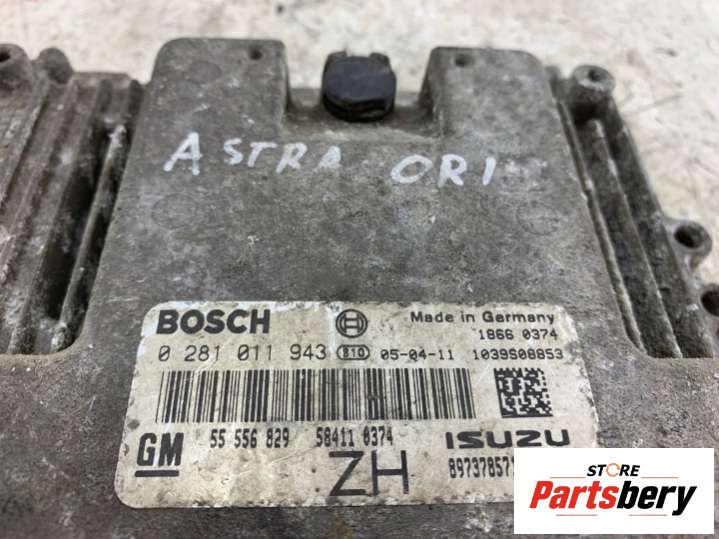 ASTRA ORI
BOSCH Made in Germany
1866 0374
0 281 011 943 B10 05-04-11 1039S08853
GM 55 556 829 58411 0374 ISUZU
ZH
STORE
Partsbery